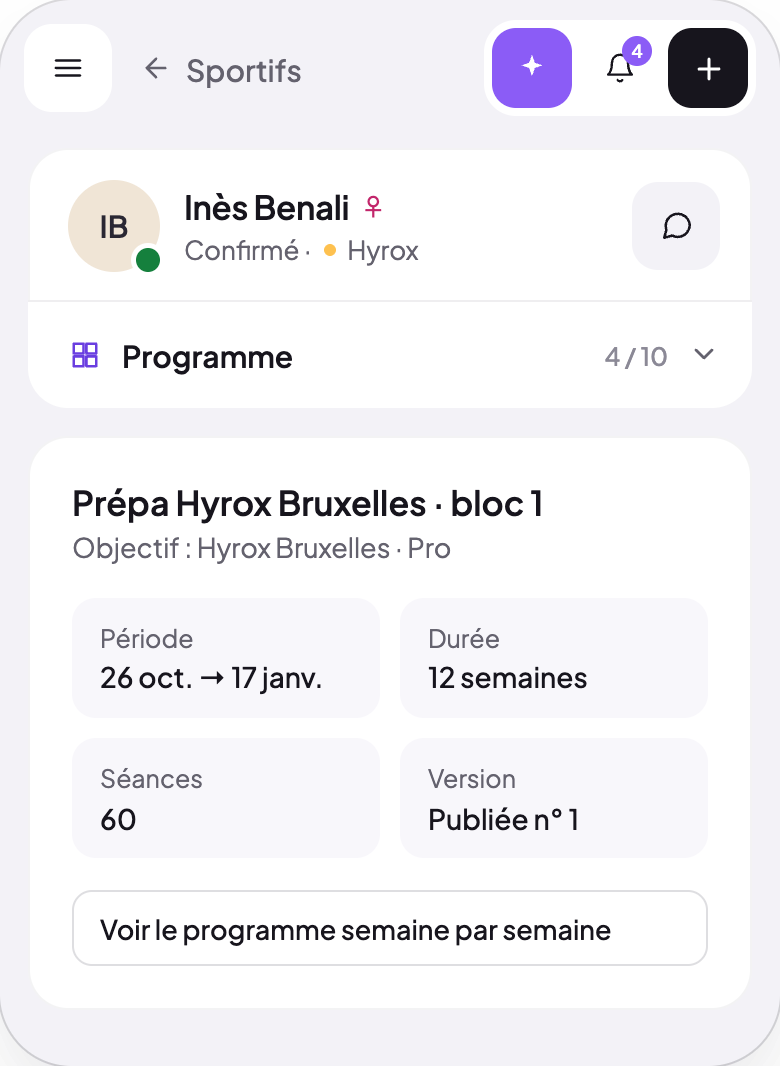 Sportifs
4
IB
Inès Benali ♀
Confirmé · Hyrox
Programme
4 / 10
Prépa Hyrox Bruxelles · bloc 1
Objectif : Hyrox Bruxelles · Pro
Période
26 oct. → 17 janv.
Durée
12 semaines
Séances
60
Version
Publiée n° 1
Voir le programme semaine par semaine